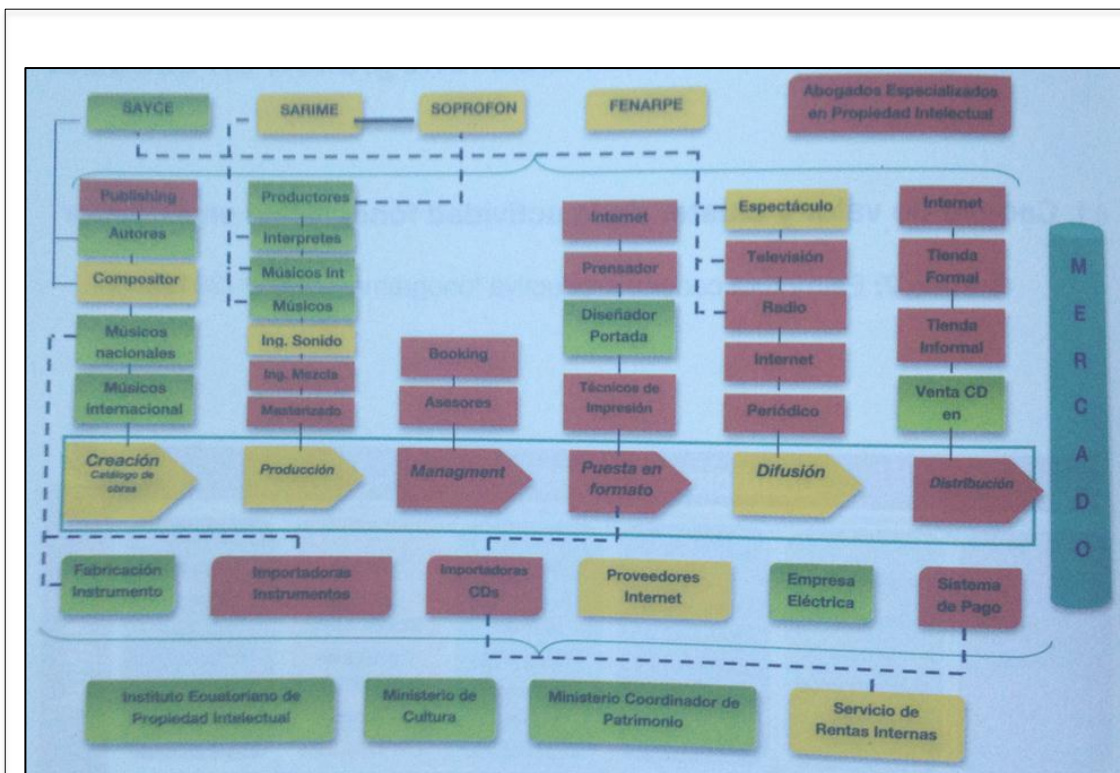 SAYCE
SARIME
SOPROFON
FENARPE
Abogados Especializados
en Propiedad Intelectual
Publishing
Autores
Compositor
Músicos
nacionales
Músicos
internacional
Productores
Interpretes
Músicos Int
Músicos
Ing. Sonido
Ing. Mezcla
Masterizado
Booking
Asesores
Internet
Prensador
Diseñador
Portada
Técnicos de
Impresión
Espectáculo
Televisión
Radio
Internet
Periódico
Internet
Tienda
Formal
Tienda
Informal
Venta CD
en
Creación
Catálogo de
obras
Producción
Managment
Puesta en
formato
Difusión
Distribución
MERCADO
Fabricación
Instrumento
Importadoras
Instrumentos
Importadoras
CDs
Proveedores
Internet
Empresa
Eléctrica
Sistema
de Pago
Instituto Ecuatoriano de
Propiedad Intelectual
Ministerio de
Cultura
Ministerio Coordinador de
Patrimonio
Servicio de
Rentas Internas